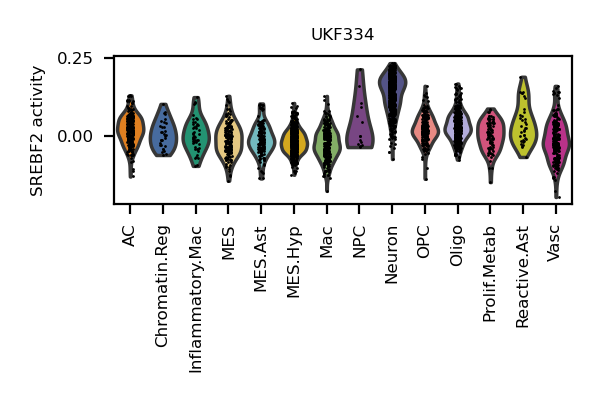 UKF334
SREBF2 activity
0.25
0.00
AC
Chromatin.Reg
Inflammatory.Mac
MES
MES.Ast
MES.Hyp
Mac
NPC
Neuron
OPC
Oligo
Prolif.Metab
Reactive.Ast
Vasc